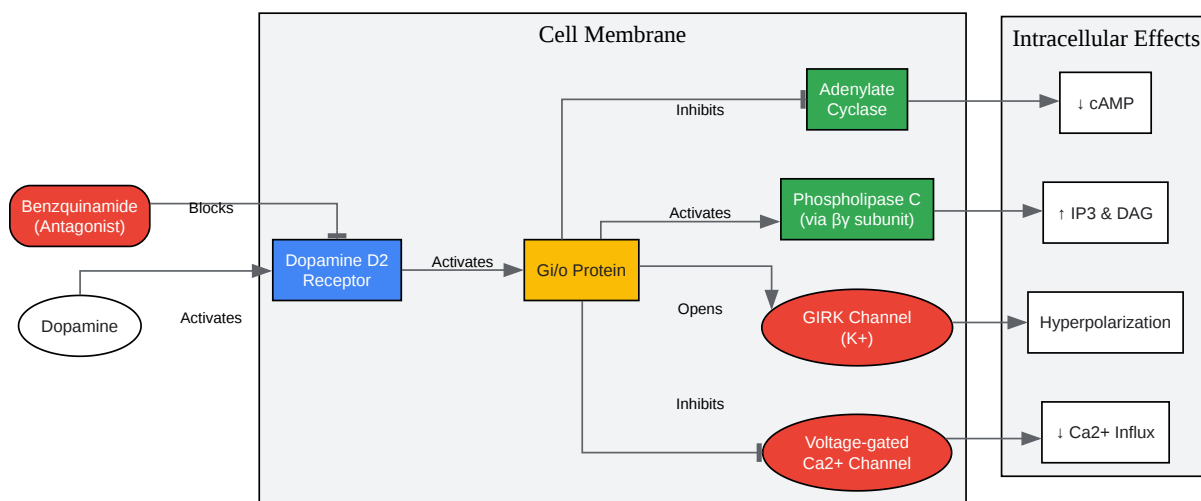 Cell Membrane
Intracellular Effects
Adenylate
Cyclase
Inhibits
↓ cAMP
Benzquinamide
(Antagonist)
Blocks
Phospholipase C
(via βγ subunit)
Activates
↑ IP3 & DAG
Dopamine D2
Receptor
Activates
Gi/o Protein
Dopamine
Activates
Opens
GIRK Channel
(K+)
Hyperpolarization
Inhibits
Voltage-gated
Ca2+ Channel
↓ Ca2+ Influx